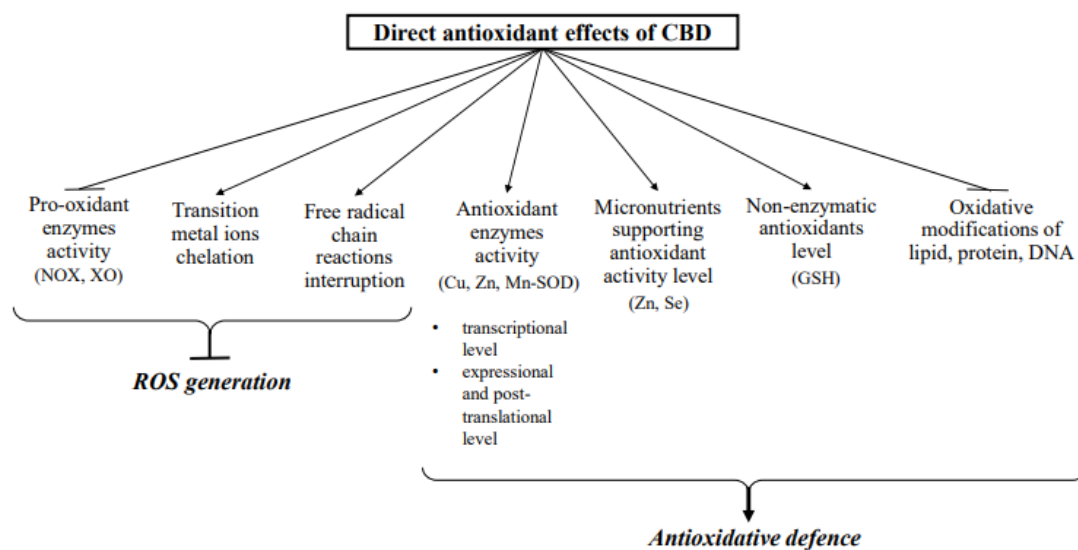 Direct antioxidant effects of CBD
Pro-oxidant
enzymes
activity
(NOX, XO)
Transition
metal ions
chelation
Free radical
chain
reactions
interruption
Antioxidant
enzymes
activity
(Cu, Zn, Mn-SOD)
• transcriptional
level
• expressional
and post-
translational
level
Micronutrients
supporting
antioxidant
activity level
(Zn, Se)
Non-enzymatic
antioxidants
level
(GSH)
Oxidative
modifications of
lipid, protein, DNA
ROS generation
Antioxidative defence